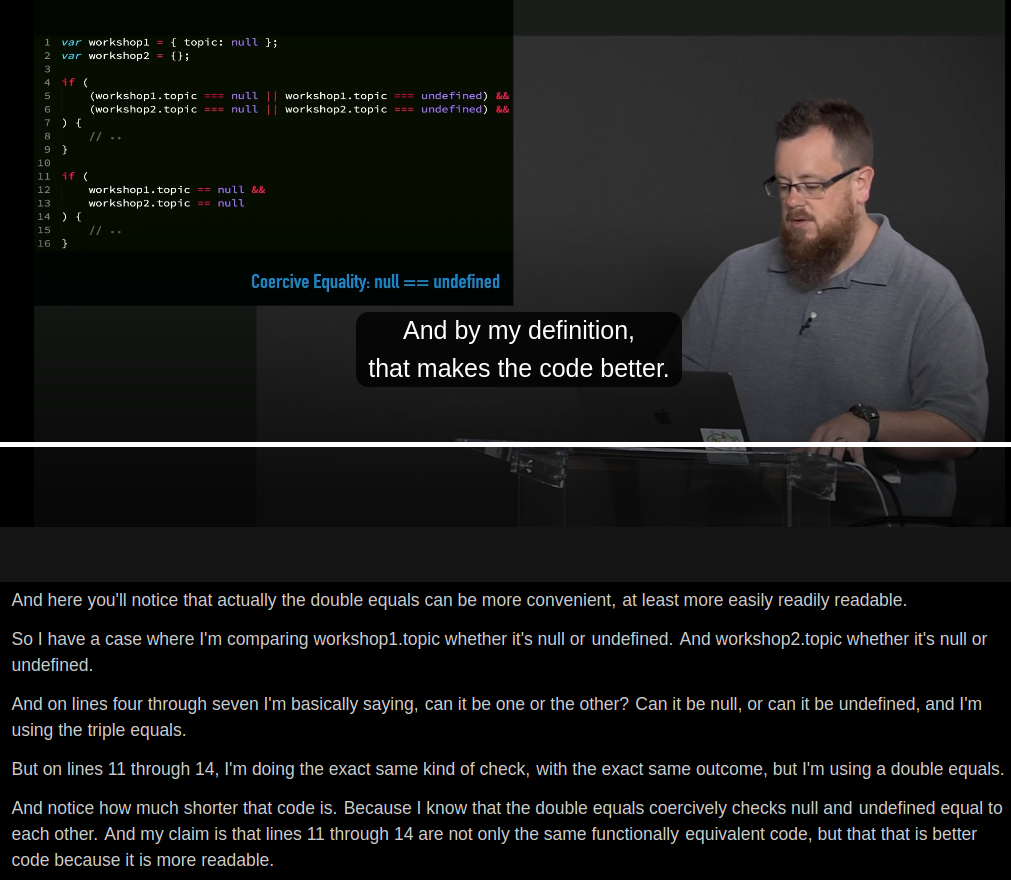 1 var workshop1 = { topic: null };
2 var workshop2 = {};
3
4 if (
5 (workshop1.topic === null || workshop1.topic === undefined) &&
6 (workshop2.topic === null || workshop2.topic === undefined) &&
7 ) {
8 // ..
9 }
10
11 if (
12 workshop1.topic == null &&
13 workshop2.topic == null
14 ) {
15 // ..
16 }
Coercive Equality: null == undefined
And by my definition,
that makes the code better.
And here you'll notice that actually the double equals can be more convenient, at least more easily readily readable.
So I have a case where I'm comparing workshop1.topic whether it's null or undefined. And workshop2.topic whether it's null or
undefined.
And on lines four through seven I'm basically saying, can it be one or the other? Can it be null, or can it be undefined, and I'm
using the triple equals.
But on lines 11 through 14, I'm doing the exact same kind of check, with the exact same outcome, but I'm using a double equals.
And notice how much shorter that code is. Because I know that the double equals coercively checks null and undefined equal to
each other. And my claim is that lines 11 through 14 are not only the same functionally equivalent code, but that that is better
code because it is more readable.